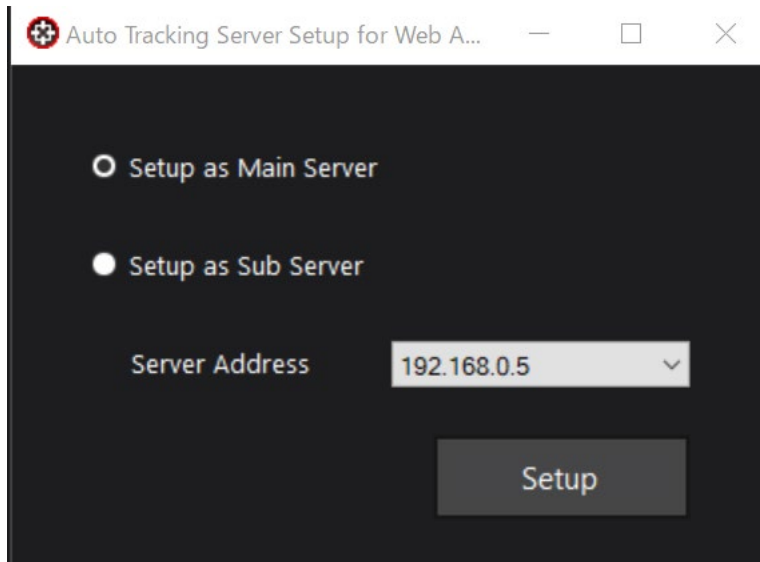 Auto Tracking Server Setup for Web A...
Setup as Main Server
Setup as Sub Server
Server Address 192.168.0.5
Setup